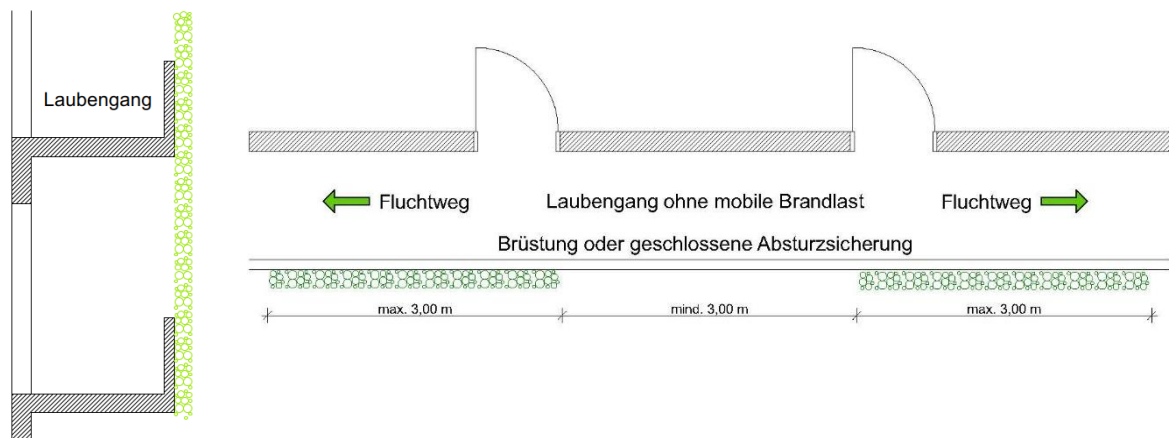 Laubengang
Fluchtweg
Laubengang ohne mobile Brandlast
Fluchtweg
Brüstung oder geschlossene Absturzsicherung
max. 3,00 m
mind. 3,00 m
max. 3,00 m